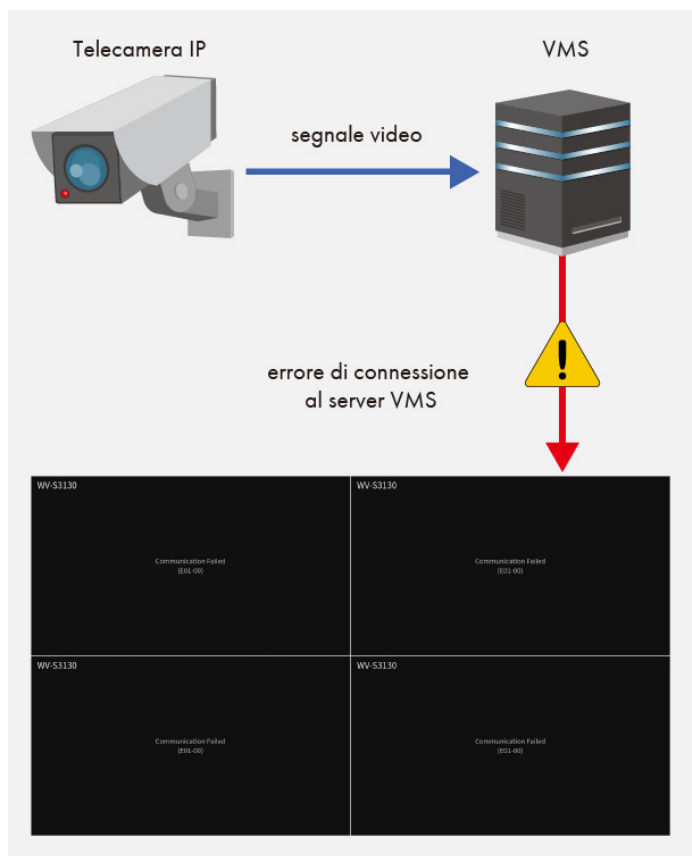 Telecamera IP
VMS
segnale video
errore di connessione
al server VMS
WV-S3130
WV-S3130
Communication Failed
(E01-00)
Communication Failed
(E01-00)
WV-S3130
WV-S3130
Communication Failed
(E01-00)
Communication Failed
(E01-00)